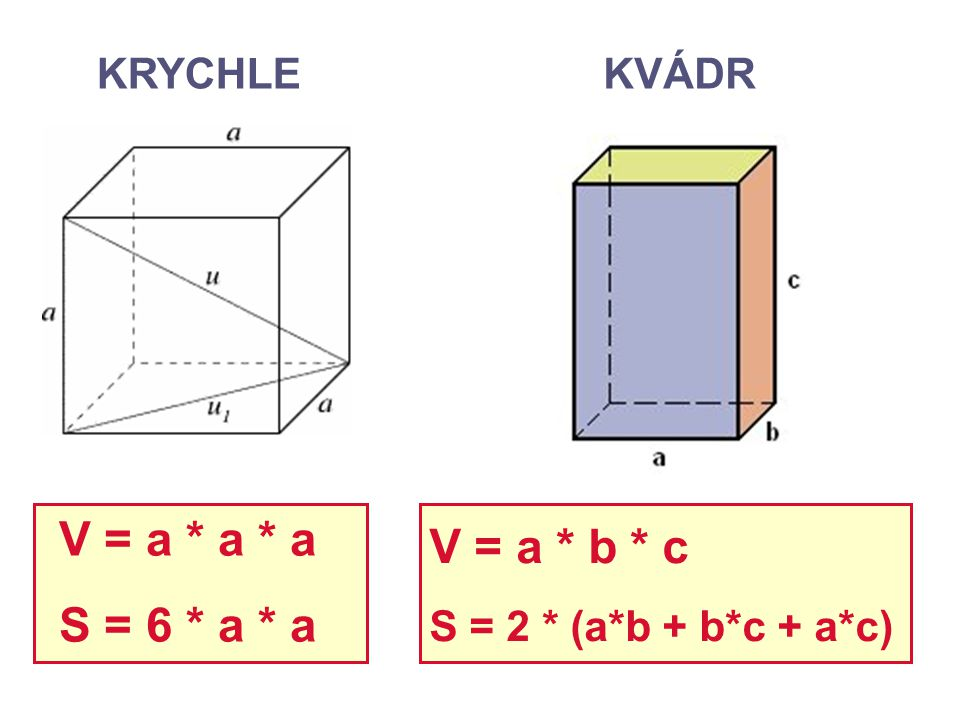 KRYCHLE
a
u
a
u1
a
V = a * a * a
S = 6 * a * a
KVÁDR
c
b
a
V = a * b * c
S = 2 * (a*b + b*c + a*c)